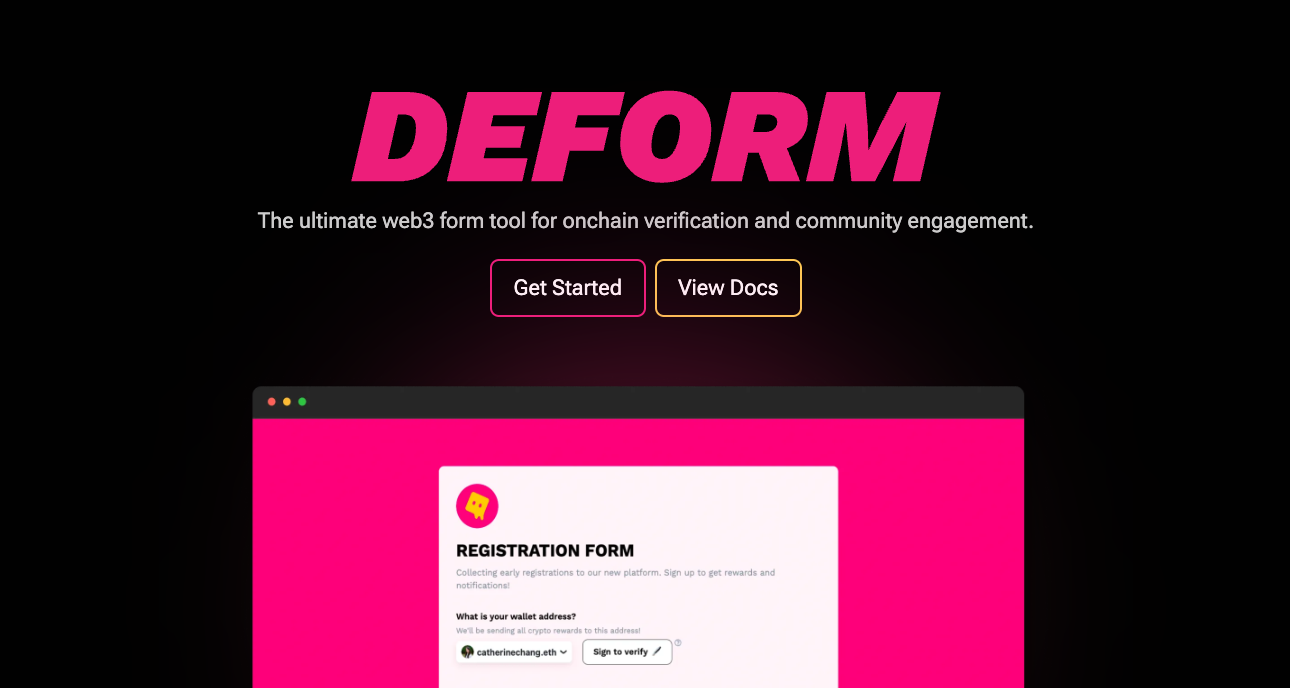 DEFORM
The ultimate web3 form tool for onchain verification and community engagement.
Get Started
View Docs
REGISTRATION FORM
Collecting early registrations to our new platform. Sign up to get rewards and
notifications!
What is your wallet address?
We'll be sending all crypto rewards to this address!
catherinechang.eth
Sign to verify